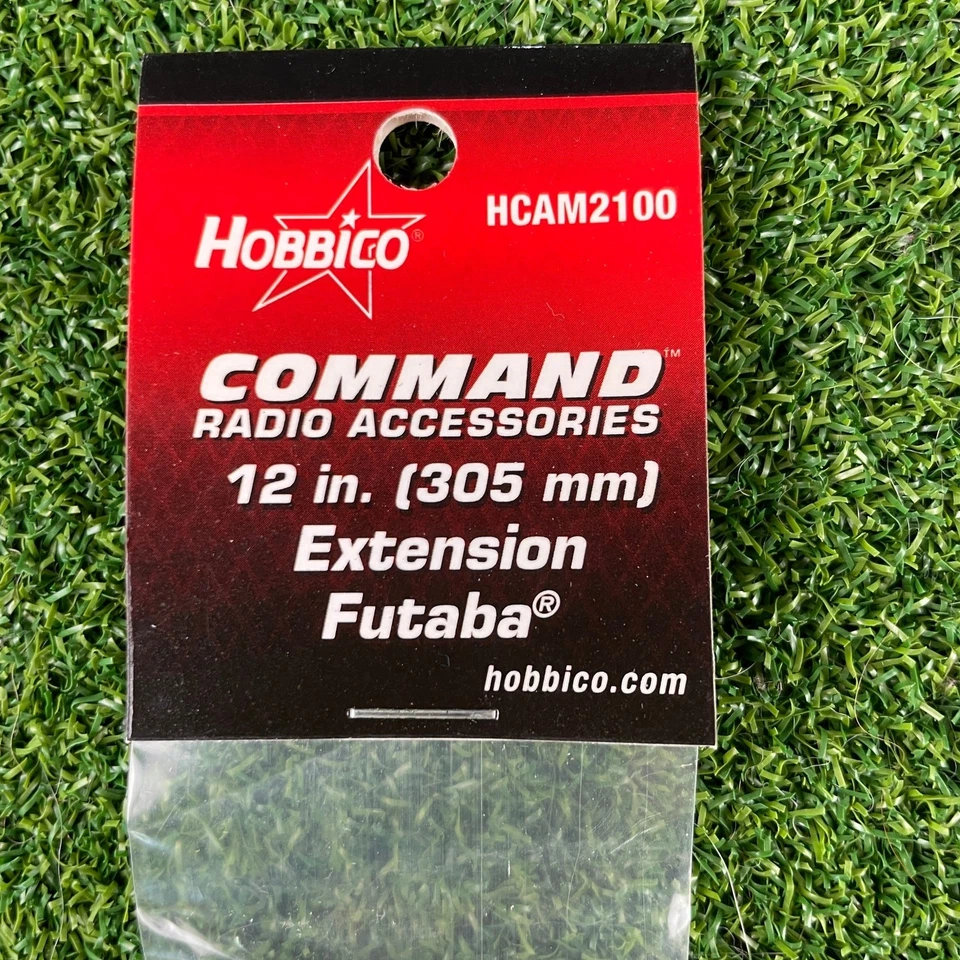 HOBBICO®
HCAM2100
COMMAND™
RADIO ACCESSORIES
12 in. (305 mm)
Extension
Futaba®
hobbico.com